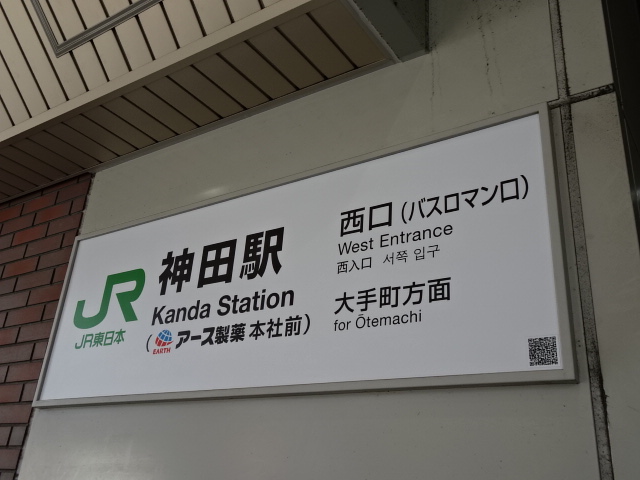 JR
JR東日本
神田駅
Kanda Station
(EARTH アース製薬 本社前)
西口(バスロマン口)
West Entrance
西入口 서쪽 입구
大手町方面
for Ōtemachi